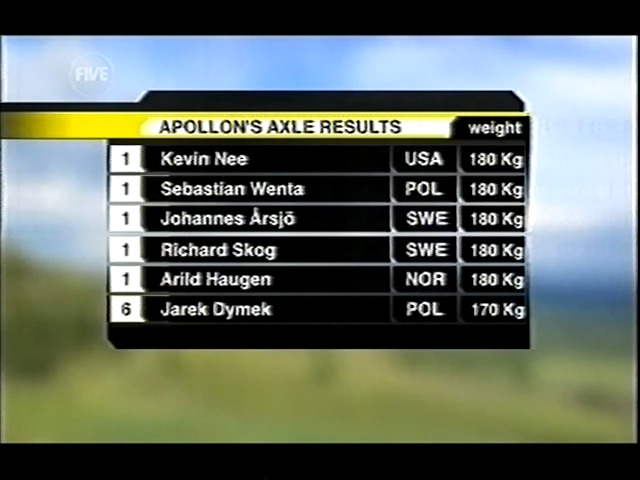 FIVE
APOLLON'S AXLE RESULTS weight
1 Kevin Nee USA 180 Kg
1 Sebastian Wenta POL 180 Kg
1 Johannes Årsjö SWE 180 Kg
1 Richard Skog SWE 180 Kg
1 Arild Haugen NOR 180 Kg
6 Jarek Dymek POL 170 Kg